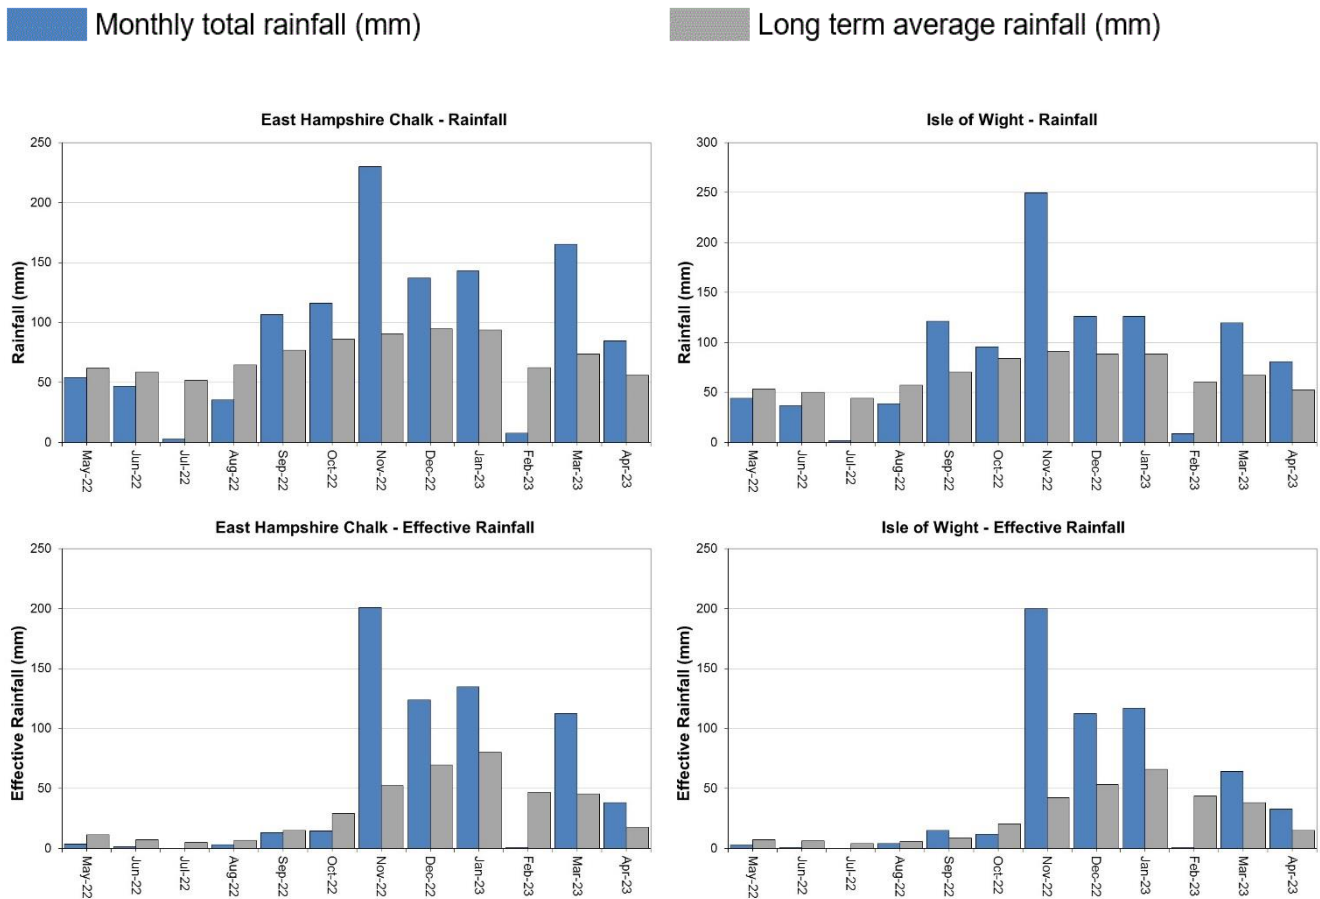 Monthly total rainfall (mm) Long term average rainfall (mm)
East Hampshire Chalk - Rainfall
250
200
150
100
50
0
Rainfall (mm)
May-22 Jun-22 Jul-22 Aug-22 Sep-22 Oct-22 Nov-22 Dec-22 Jan-23 Feb-23 Mar-23 Apr-23
Isle of Wight - Rainfall
300
250
200
150
100
50
0
Rainfall (mm)
May-22 Jun-22 Jul-22 Aug-22 Sep-22 Oct-22 Nov-22 Dec-22 Jan-23 Feb-23 Mar-23 Apr-23
East Hampshire Chalk - Effective Rainfall
250
200
150
100
50
0
Effective Rainfall (mm)
May-22 Jun-22 Jul-22 Aug-22 Sep-22 Oct-22 Nov-22 Dec-22 Jan-23 Feb-23 Mar-23 Apr-23
Isle of Wight - Effective Rainfall
250
200
150
100
50
0
Effective Rainfall (mm)
May-22 Jun-22 Jul-22 Aug-22 Sep-22 Oct-22 Nov-22 Dec-22 Jan-23 Feb-23 Mar-23 Apr-23